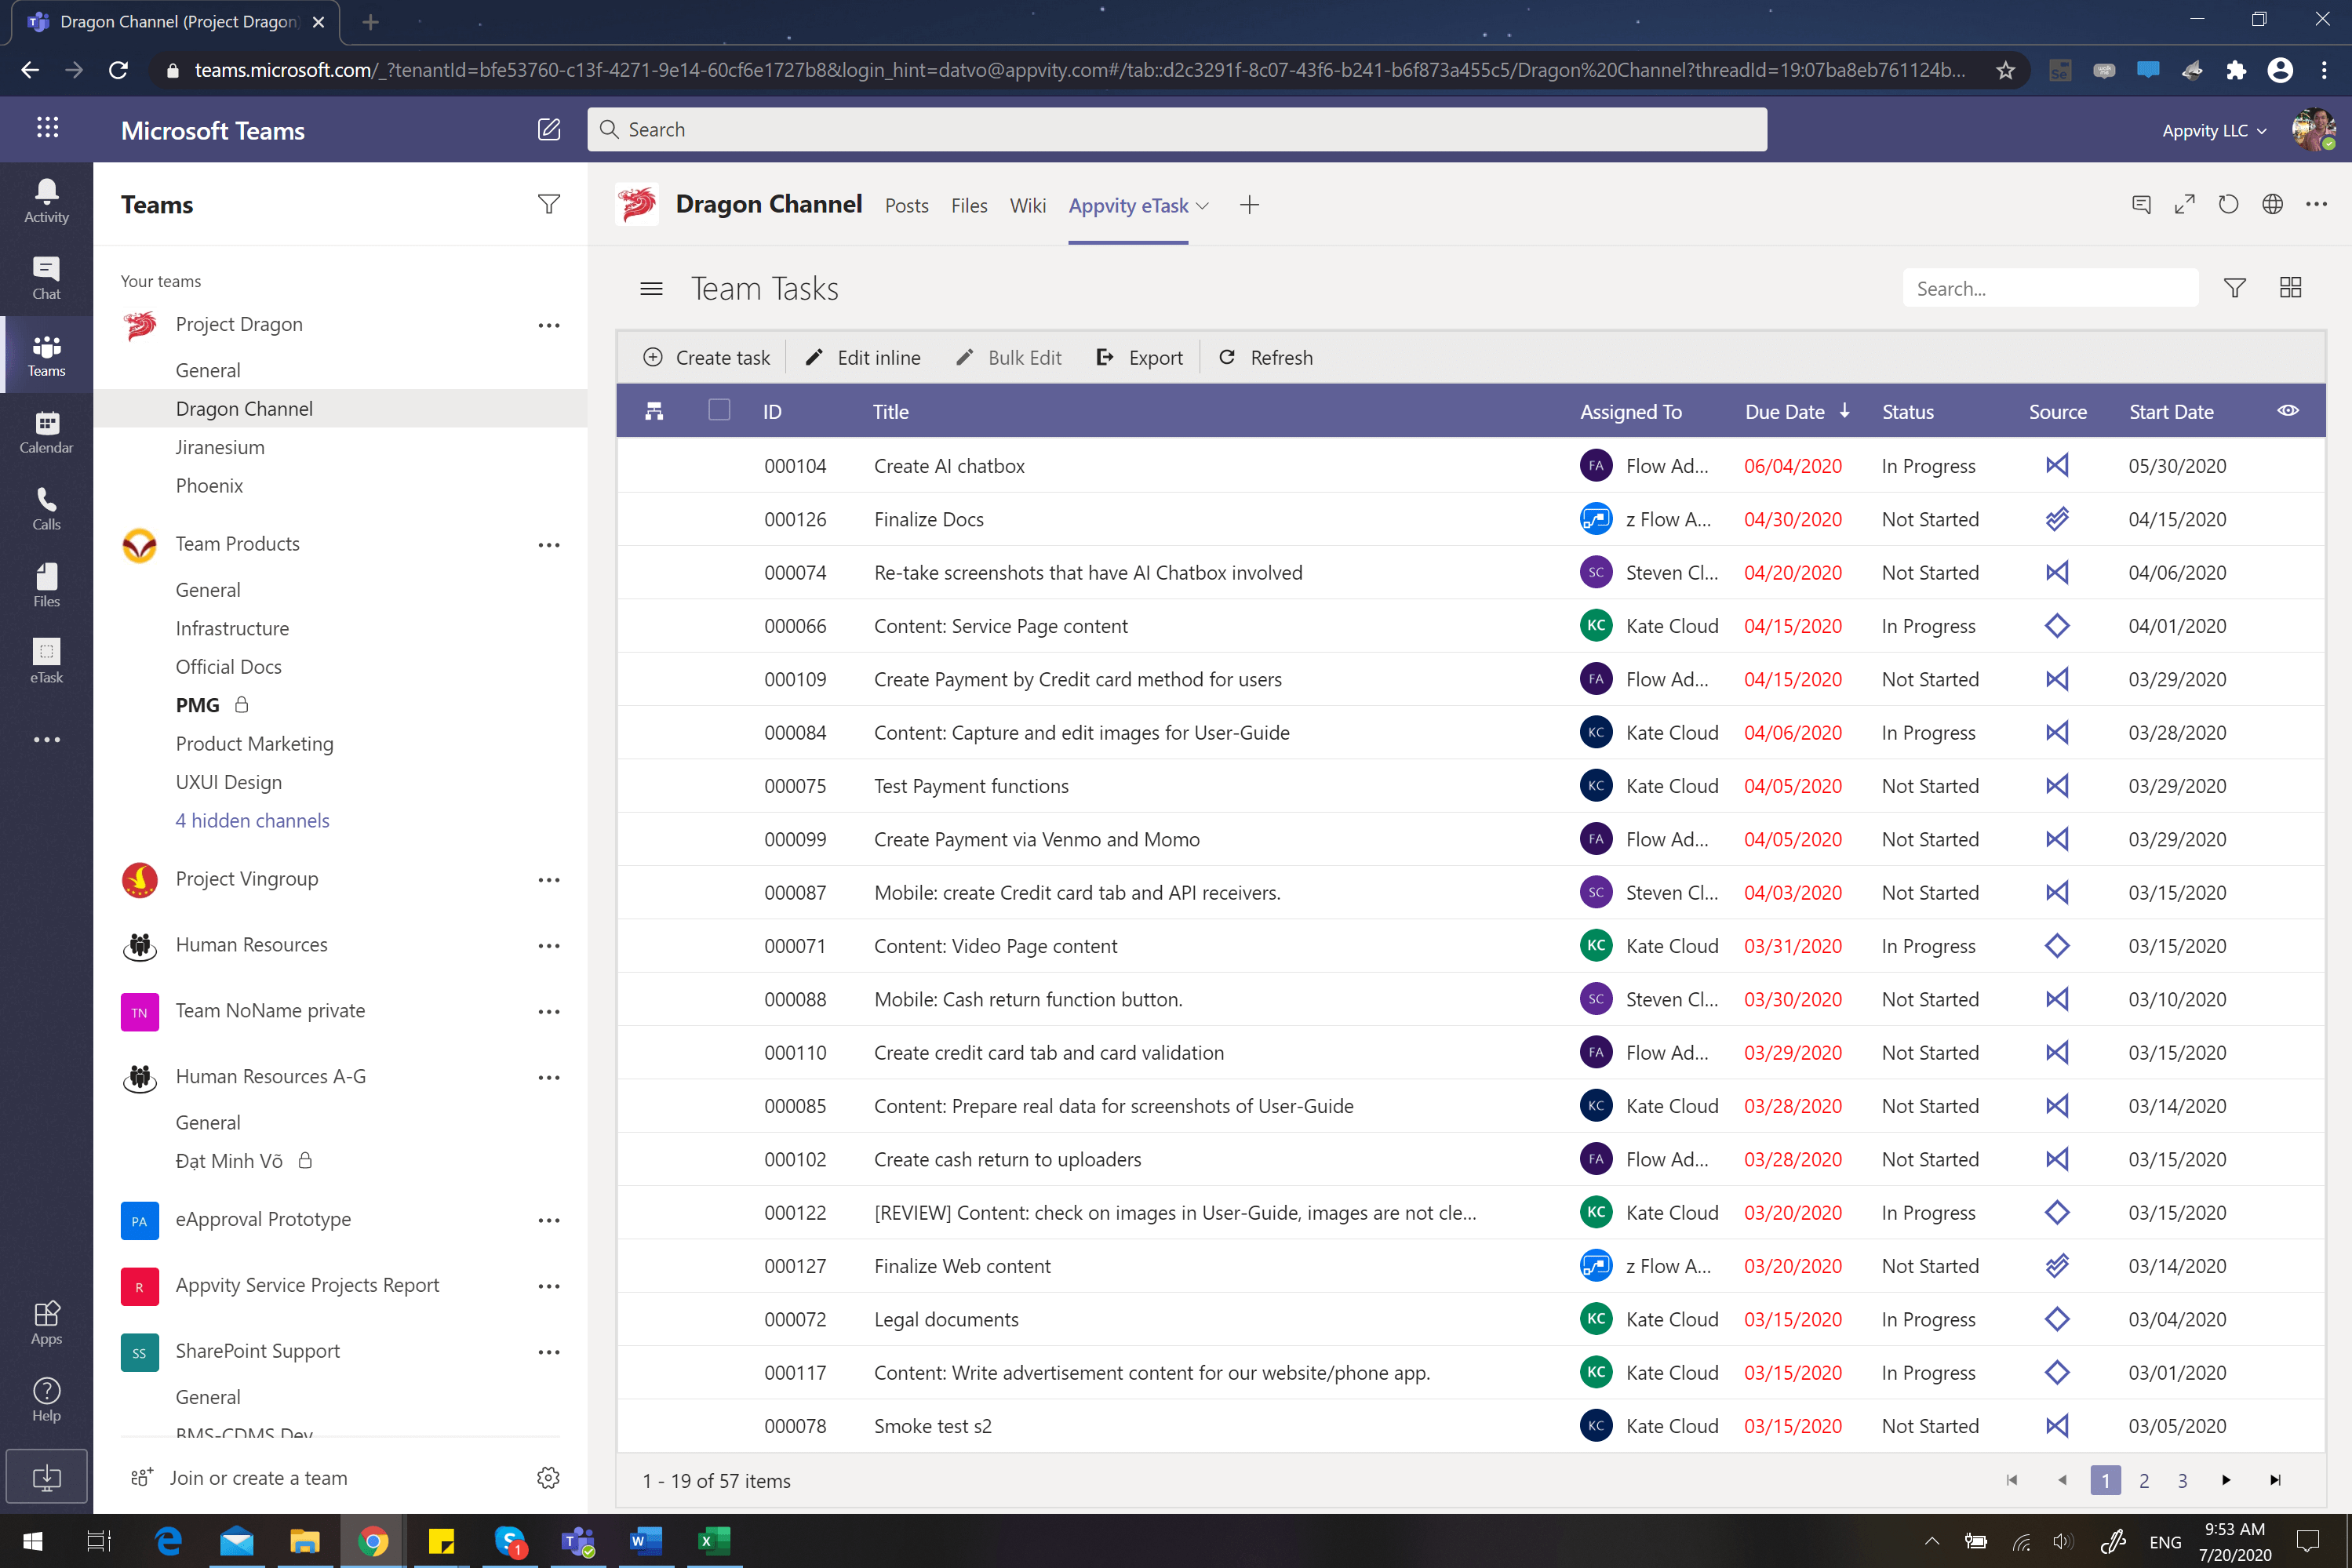 Dragon Channel (Project Dragon
teams.microsoft.com/_?tenantId=bfe53760-c13f-4271-9e14-60cf6e1727b8&login_hint=datvo@appvity.com#/tab::d2c3291f-8c07-43f6-b241-b6f873a455c5/Dragon%20Channel?threadId=19:07ba8eb761124b...
Microsoft Teams
Search
Appvity LLC
Activity
Chat
Teams
Calendar
Calls
Files
eTask
Apps
Help
Teams
Your teams
Project Dragon
General
Dragon Channel
Jiranesium
Phoenix
Team Products
General
Infrastructure
Official Docs
PMG
Product Marketing
UXUI Design
4 hidden channels
Project Vingroup
Human Resources
TN Team NoName private
Human Resources A-G
General
Đạt Minh Võ
PA eApproval Prototype
R Appvity Service Projects Report
SS SharePoint Support
General
BMS-CDMS Dev
Join or create a team
Dragon Channel Posts Files Wiki Appvity eTask
Team Tasks
Search...
Create task Edit inline Bulk Edit Export Refresh
ID Title Assigned To Due Date Status Source Start Date
000104 Create AI chatbox FA Flow Ad... 06/04/2020 In Progress 05/30/2020
000126 Finalize Docs z Flow A... 04/30/2020 Not Started 04/15/2020
000074 Re-take screenshots that have AI Chatbox involved SC Steven Cl... 04/20/2020 Not Started 04/06/2020
000066 Content: Service Page content KC Kate Cloud 04/15/2020 In Progress 04/01/2020
000109 Create Payment by Credit card method for users FA Flow Ad... 04/15/2020 Not Started 03/29/2020
000084 Content: Capture and edit images for User-Guide KC Kate Cloud 04/06/2020 In Progress 03/28/2020
000075 Test Payment functions KC Kate Cloud 04/05/2020 Not Started 03/29/2020
000099 Create Payment via Venmo and Momo FA Flow Ad... 04/05/2020 Not Started 03/29/2020
000087 Mobile: create Credit card tab and API receivers. SC Steven Cl... 04/03/2020 Not Started 03/15/2020
000071 Content: Video Page content KC Kate Cloud 03/31/2020 In Progress 03/15/2020
000088 Mobile: Cash return function button. SC Steven Cl... 03/30/2020 Not Started 03/10/2020
000110 Create credit card tab and card validation FA Flow Ad... 03/29/2020 Not Started 03/15/2020
000085 Content: Prepare real data for screenshots of User-Guide KC Kate Cloud 03/28/2020 Not Started 03/14/2020
000102 Create cash return to uploaders FA Flow Ad... 03/28/2020 Not Started 03/15/2020
000122 [REVIEW] Content: check on images in User-Guide, images are not cle... KC Kate Cloud 03/20/2020 In Progress 03/15/2020
000127 Finalize Web content z Flow A... 03/20/2020 Not Started 03/14/2020
000072 Legal documents KC Kate Cloud 03/15/2020 In Progress 03/04/2020
000117 Content: Write advertisement content for our website/phone app. KC Kate Cloud 03/15/2020 In Progress 03/01/2020
000078 Smoke test s2 KC Kate Cloud 03/15/2020 Not Started 03/05/2020
1 - 19 of 57 items
1 2 3
ENG
9:53 AM
7/20/2020